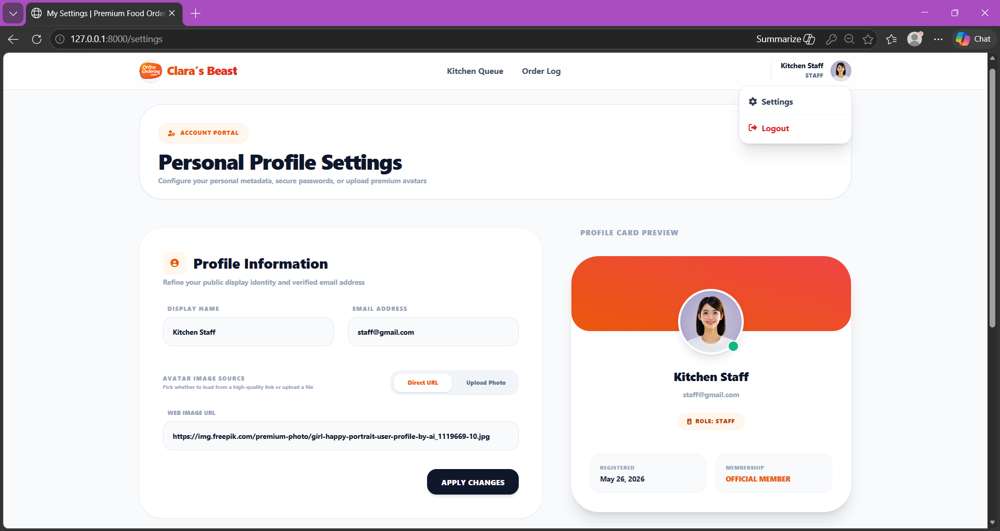 My Settings | Premium Food Orde
127.0.0.1:8000/settings
Summarize
Chat
Online
Ordering
.com
Clara´s Beast
Kitchen Queue
Order Log
Kitchen Staff
STAFF
Settings
Logout
ACCOUNT PORTAL
Personal Profile Settings
Configure your personal metadata, secure passwords, or upload premium avatars
Profile Information
Refine your public display identity and verified email address
DISPLAY NAME
EMAIL ADDRESS
Kitchen Staff
staff@gmail.com
AVATAR IMAGE SOURCE
Pick whether to load from a high-quality link or upload a file
Direct URL
Upload Photo
WEB IMAGE URL
https://img.freepik.com/premium-photo/girl-happy-portrait-user-profile-by-ai_1119669-10.jpg
APPLY CHANGES
PROFILE CARD PREVIEW
Kitchen Staff
staff@gmail.com
ROLE: STAFF
REGISTERED
May 26, 2026
MEMBERSHIP
OFFICIAL MEMBER